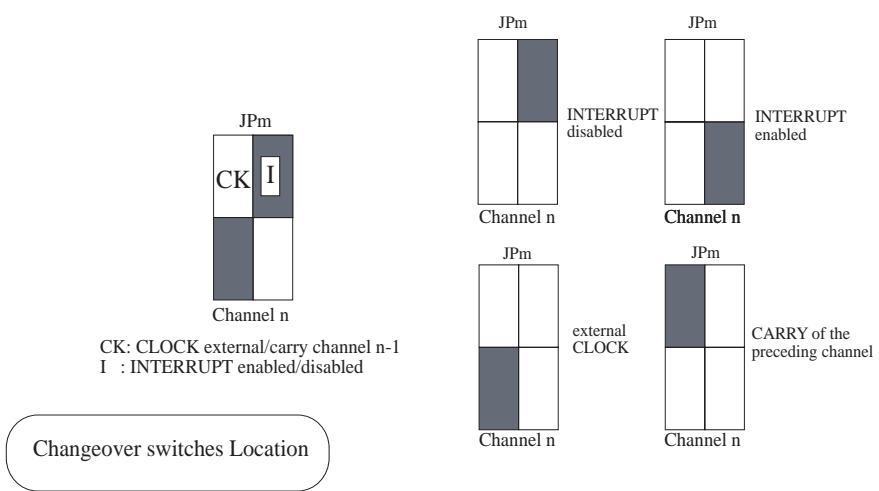 JPm
CK I
Channel n
CK: CLOCK external/carry channel n-1
I : INTERRUPT enabled/disabled
Changeover switches Location
JPm
INTERRUPT
disabled
Channel n
JPm
INTERRUPT
enabled
Channel n
JPm
external
CLOCK
Channel n
JPm
CARRY of the
preceding channel
Channel n